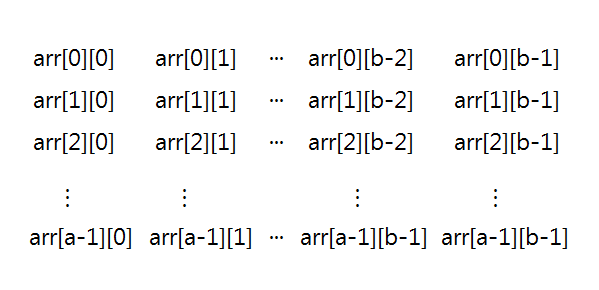 arr[0][0] arr[0][1] ··· arr[0][b-2] arr[0][b-1]
arr[1][0] arr[1][1] ··· arr[1][b-2] arr[1][b-1]
arr[2][0] arr[2][1] ··· arr[2][b-2] arr[2][b-1]
⋮ ⋮ ⋮ ⋮
arr[a-1][0] arr[a-1][1] ··· arr[a-1][b-1] arr[a-1][b-1]